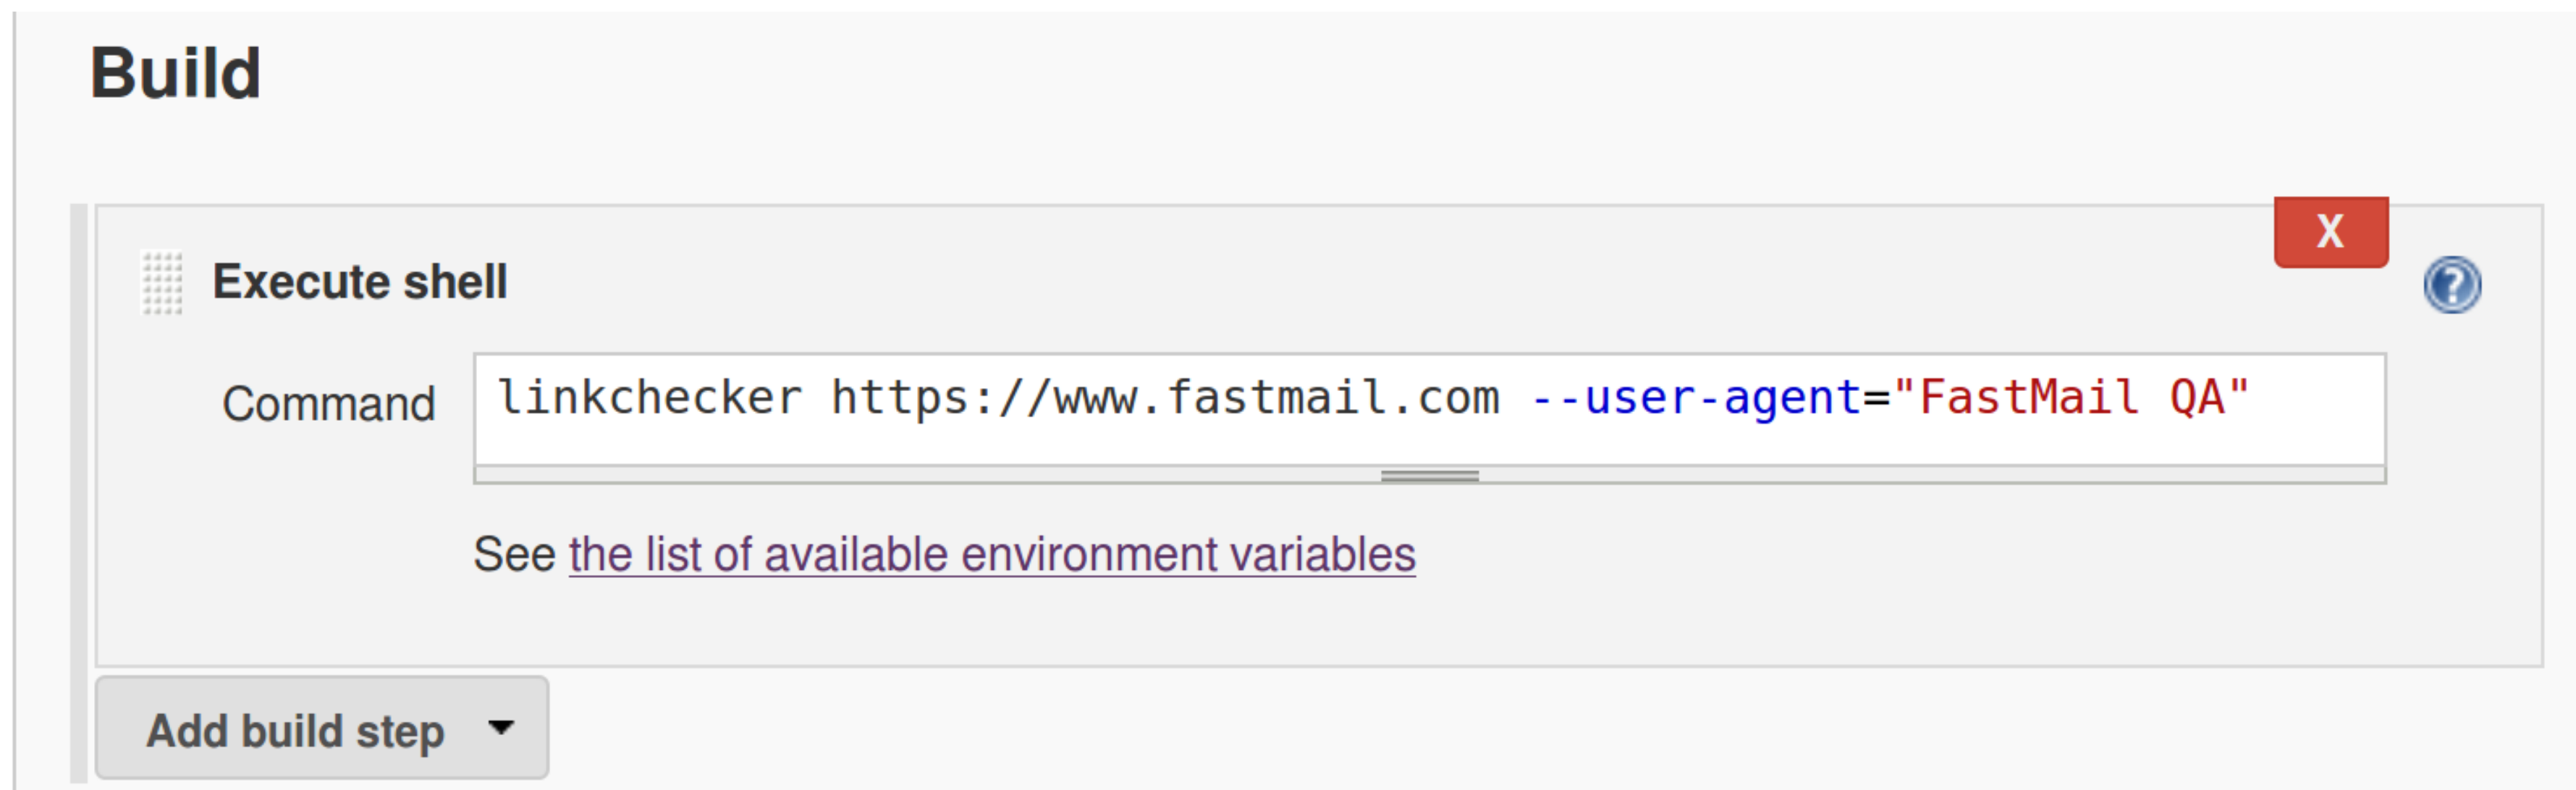 Build
X
Execute shell
?
Command
linkchecker https://www.fastmail.com --user-agent="FastMail QA"
See the list of available environment variables
Add build step